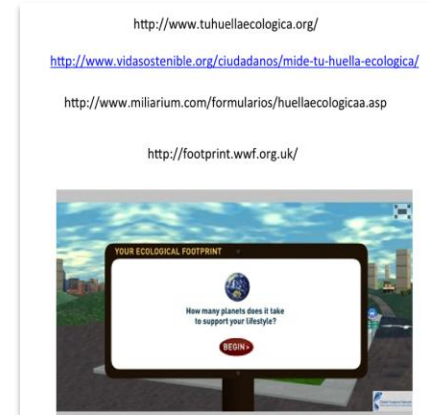 http://www.tuhuellaecologica.org/
http://www.vidasostenible.org/ciudadanos/mide-tu-huella-ecologica/
http://www.miliarium.com/formularios/huellaecologicaa.asp
http://footprint.wwf.org.uk/
YOUR ECOLOGICAL FOOTPRINT
How many planets does it take
to support your lifestyle?
BEGIN >